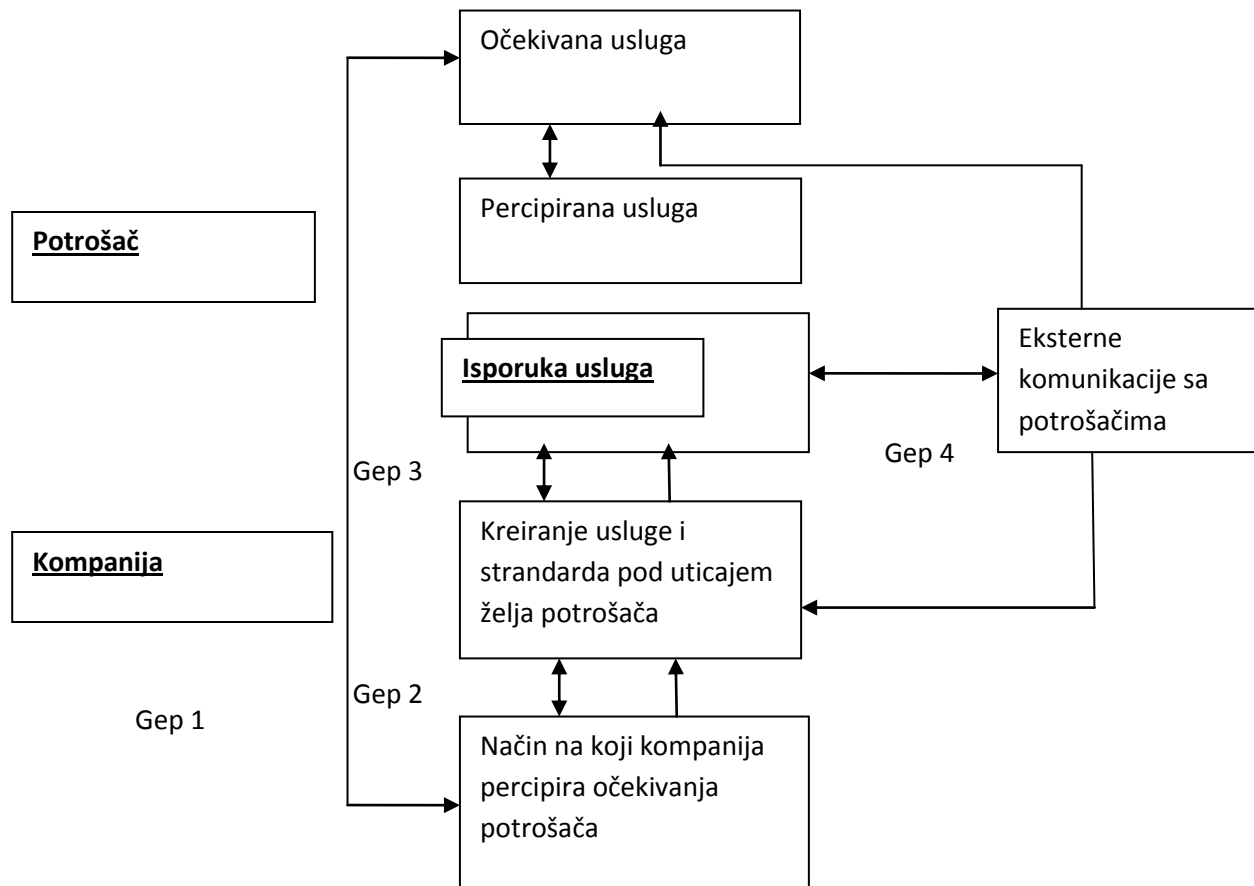 Očekivana usluga
Percipirana usluga
Potrošač
Isporuka usluga
Eksterne
komunikacije sa
potrošačima
Gep 4
Gep 3
Kreiranje usluge i
strandarda pod uticajem
želja potrošača
Kompanija
Gep 2
Gep 1
Način na koji kompanija
percipira očekivanja
potrošača